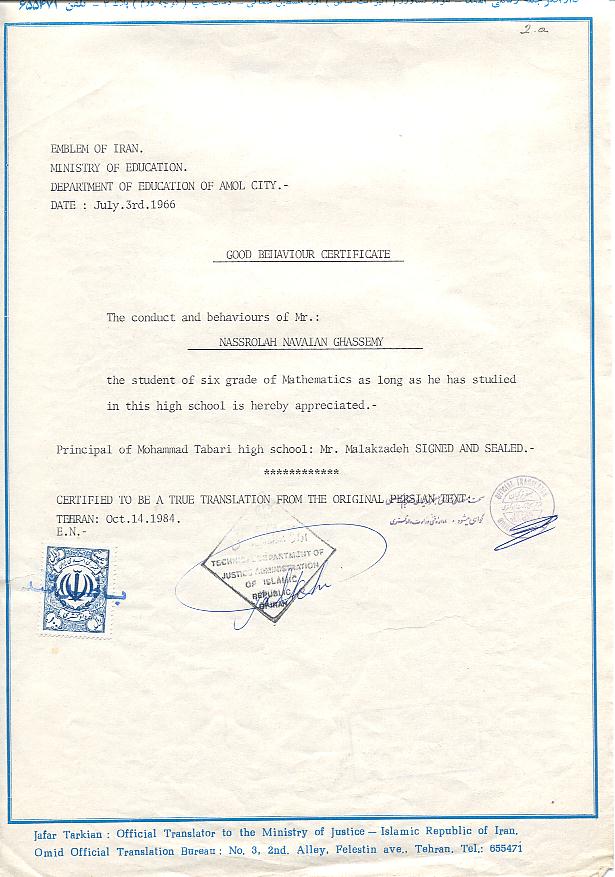 ۶۵۵۴۷۱
2.a
EMBLEM OF IRAN.
MINISTRY OF EDUCATION.
DEPARTMENT OF EDUCATION OF AMOL CITY.-
DATE : July.3rd.1966
GOOD BEHAVIOUR CERTIFICATE
The conduct and behaviours of Mr.:
NASSROLAH NAVAIAN GHASSEMY
the student of six grade of Mathematics as long as he has studied
in this high school is hereby appreciated.-
Principal of Mohammad Tabari high school: Mr. Malakzadeh SIGNED AND SEALED.-
************
CERTIFIED TO BE A TRUE TRANSLATION FROM THE ORIGINAL PERSIAN TEXT:
TEHRAN: Oct.14.1984.
E.N.-
OFFICIAL TRANSLATOR
TECHNICAL DEPARTMENT OF
JUSTICE ADMINISTRATION
OF ISLAMIC
REPUBLIC
OF IRAN
Jafar Tarkian : Official Translator to the Ministry of Justice — Islamic Republic of Iran.
Omid Official Translation Bureau : No. 3, 2nd. Alley, Felestin ave., Tehran, Tel.: 655471